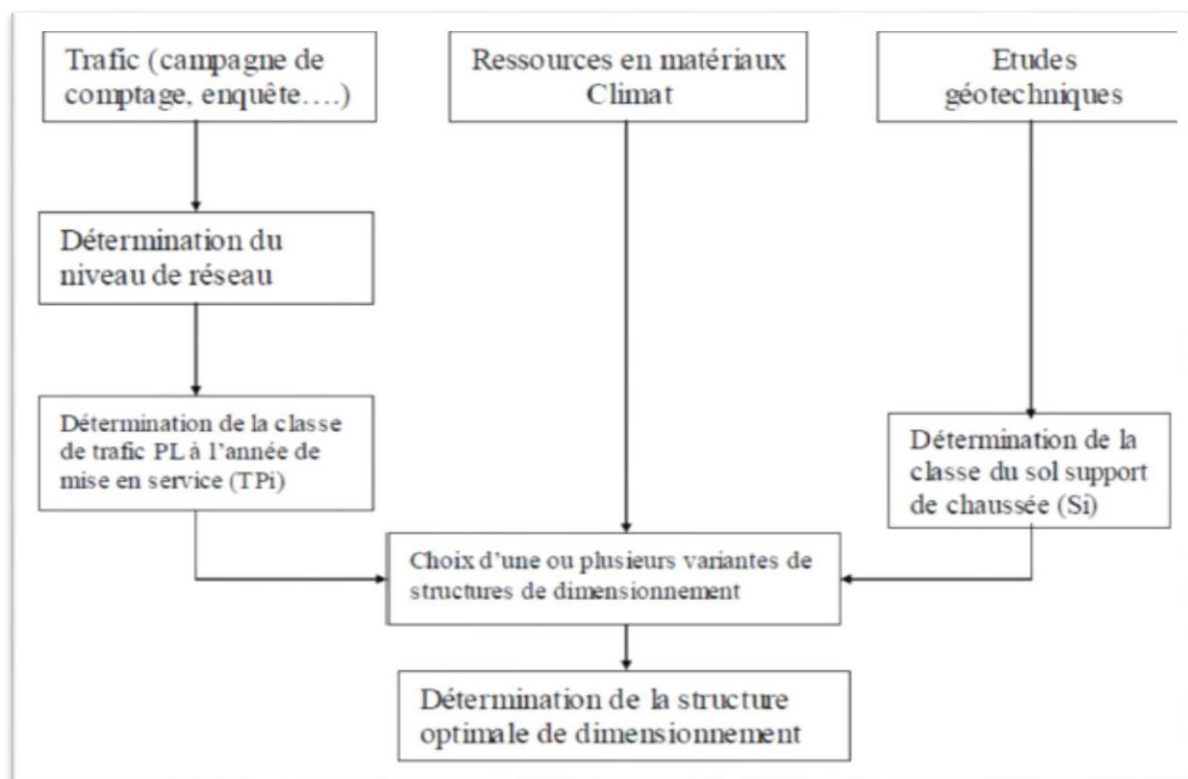 Trafic (campagne de
comptage, enquête….)
Ressources en matériaux
Climat
Etudes
géotechniques
Détermination du
niveau de réseau
Détermination de la classe
de trafic PL à l’année de
mise en service (TPi)
Détermination de la
classe du sol support
de chaussée (Si)
Choix d’une ou plusieurs variantes de
structures de dimensionnement
Détermination de la structure
optimale de dimensionnement